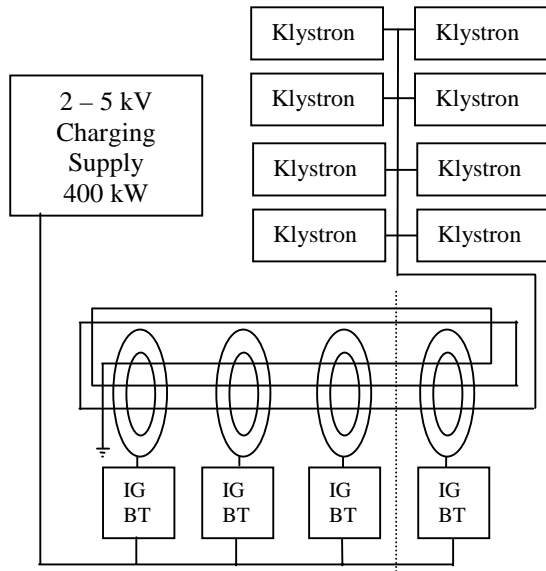 Klystron Klystron
Klystron Klystron
Klystron Klystron
Klystron Klystron
2 – 5 kV
Charging
Supply
400 kW
IG
BT
IG
BT
IG
BT
IG
BT